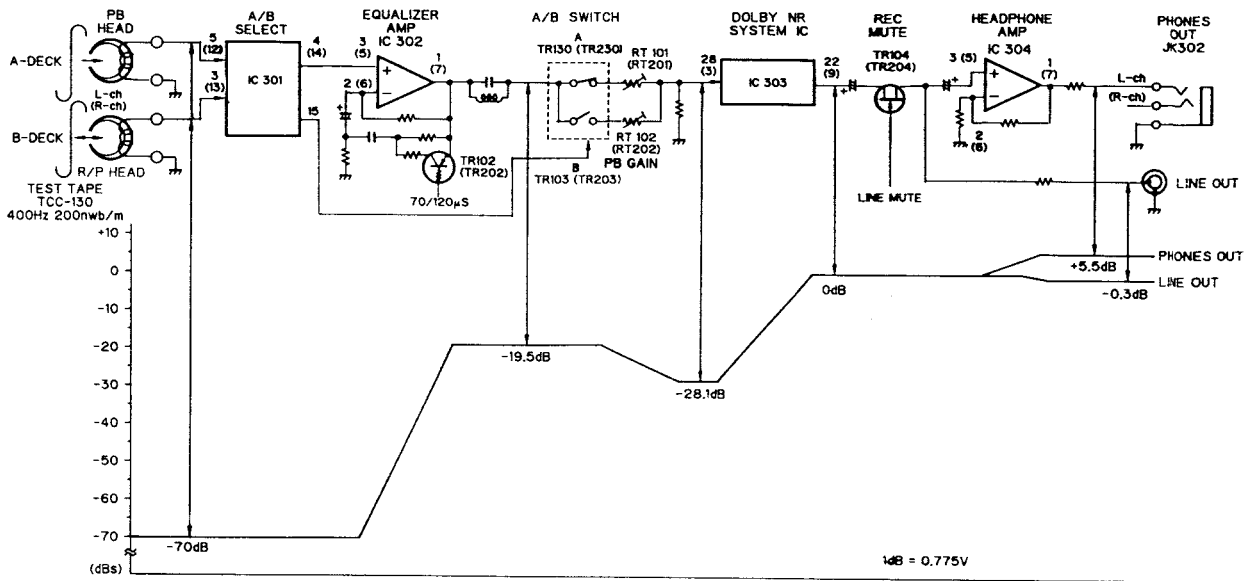 PB HEAD
A/B SELECT
EQUALIZER AMP IC 302
A/B SWITCH
DOLBY NR SYSTEM IC
REC MUTE
HEADPHONE AMP IC 304
PHONES OUT JK302
A-DECK
L-ch
(R-ch)
B-DECK
R/P HEAD
TEST TAPE
TCC-130
400Hz 200nwb/m
5
(12)
3
(13)
IC 301
4
(14)
15
3
(5)
2
(6)
1
(7)
TR102
(TR202)
70/120µS
A
TR130 (TR230)
B
TR103 (TR203)
RT 101
(RT201)
RT 102
(RT202)
PB GAIN
28
(3)
IC 303
22
(9)
TR104
(TR204)
LINE MUTE
3 (5)
2
(6)
1
(7)
L-ch
(R-ch)
LINE OUT
+10
0
-10
-20
-30
-40
-50
-60
-70
(dBs)
-70dB
-19.5dB
-28.1dB
0dB
+5.5dB
-0.3dB
PHONES OUT
LINE OUT
1dB = 0.775V